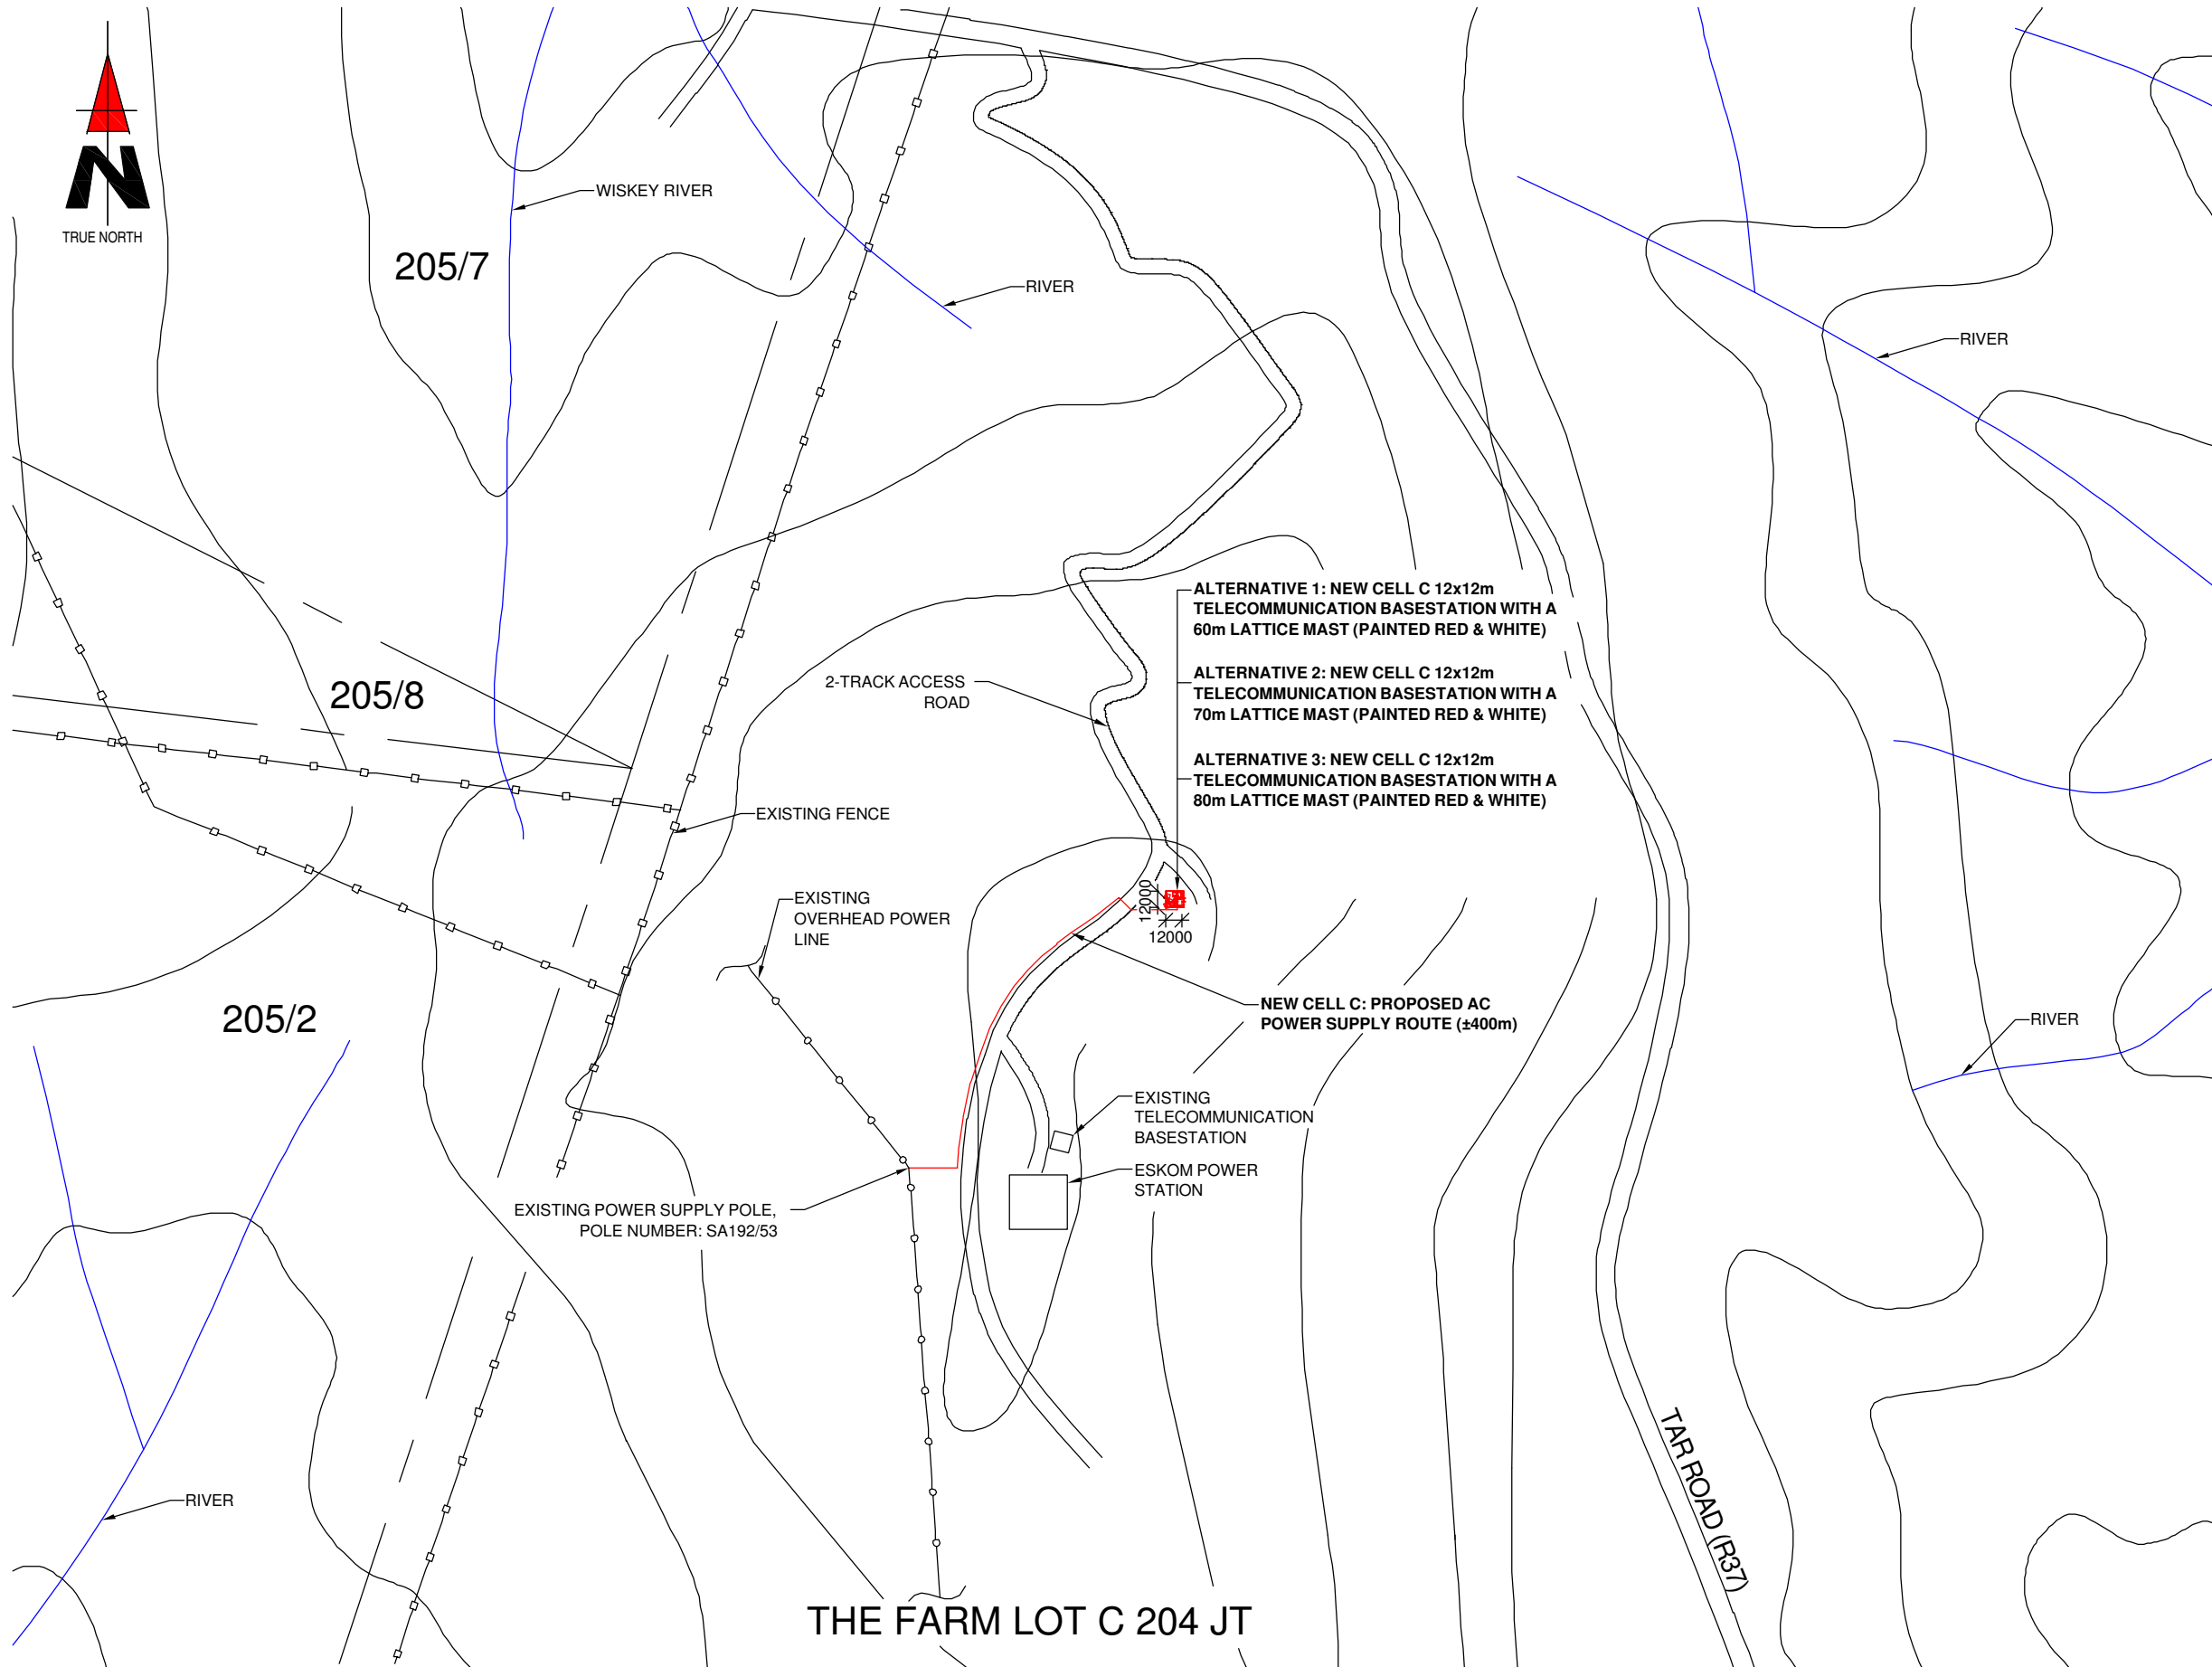 N
TRUE NORTH
WISKEY RIVER
205/7
RIVER
RIVER
ALTERNATIVE 1: NEW CELL C 12x12m
TELECOMMUNICATION BASESTATION WITH A
60m LATTICE MAST (PAINTED RED & WHITE)
205/8
2-TRACK ACCESS
ROAD
ALTERNATIVE 2: NEW CELL C 12x12m
TELECOMMUNICATION BASESTATION WITH A
70m LATTICE MAST (PAINTED RED & WHITE)
ALTERNATIVE 3: NEW CELL C 12x12m
TELECOMMUNICATION BASESTATION WITH A
80m LATTICE MAST (PAINTED RED & WHITE)
EXISTING FENCE
EXISTING
OVERHEAD POWER
LINE
12000
12000
205/2
NEW CELL C: PROPOSED AC
POWER SUPPLY ROUTE (±400m)
RIVER
EXISTING
TELECOMMUNICATION
BASESTATION
ESKOM POWER
STATION
EXISTING POWER SUPPLY POLE,
POLE NUMBER: SA192/53
RIVER
TAR ROAD (R37)
THE FARM LOT C 204 JT